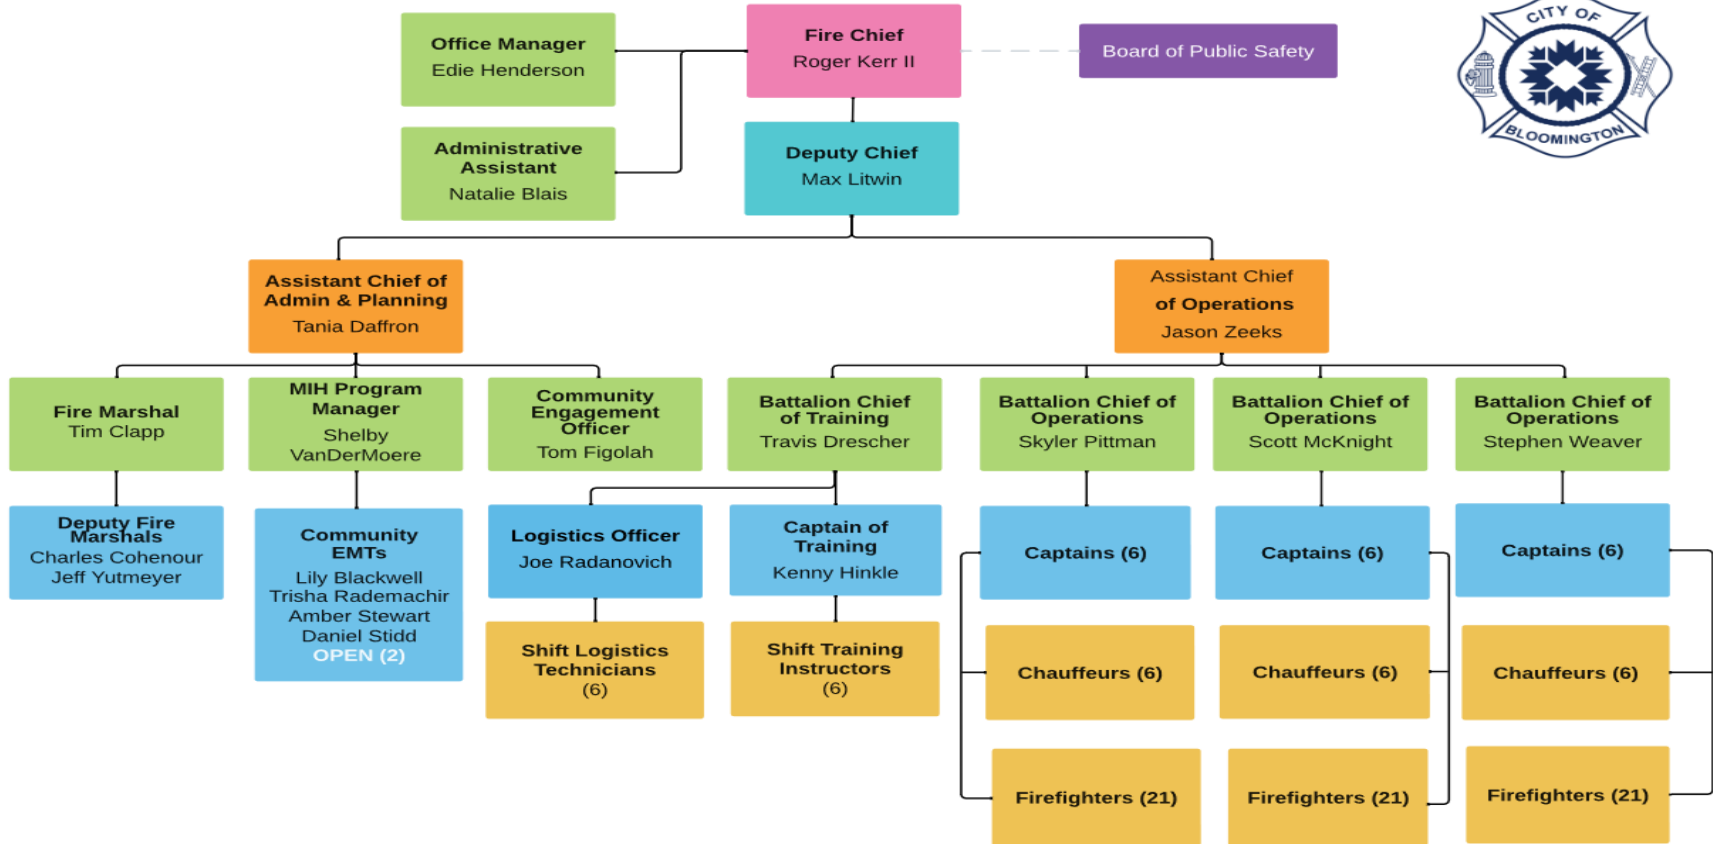 Office Manager
Edie Henderson
Fire Chief
Roger Kerr II
Board of Public Safety
CITY OF
BLOOMINGTON
Administrative
Assistant
Natalie Blais
Deputy Chief
Max Litwin
Assistant Chief of
Admin & Planning
Tania Daffron
Assistant Chief
of Operations
Jason Zeeks
Fire Marshal
Tim Clapp
MIH Program
Manager
Shelby
VanDerMoere
Community
Engagement
Officer
Tom Figolah
Battalion Chief
of Training
Travis Drescher
Battalion Chief of
Operations
Skyler Pittman
Battalion Chief of
Operations
Scott McKnight
Battalion Chief of
Operations
Stephen Weaver
Deputy Fire
Marshals
Charles Cohenour
Jeff Yutmeyer
Community
EMTs
Lily Blackwell
Trisha Rademachir
Amber Stewart
Daniel Stidd
OPEN (2)
Logistics Officer
Joe Radanovich
Captain of
Training
Kenny Hinkle
Captains (6)
Captains (6)
Captains (6)
Shift Logistics
Technicians
(6)
Shift Training
Instructors
(6)
Chauffeurs (6)
Chauffeurs (6)
Chauffeurs (6)
Firefighters (21)
Firefighters (21)
Firefighters (21)